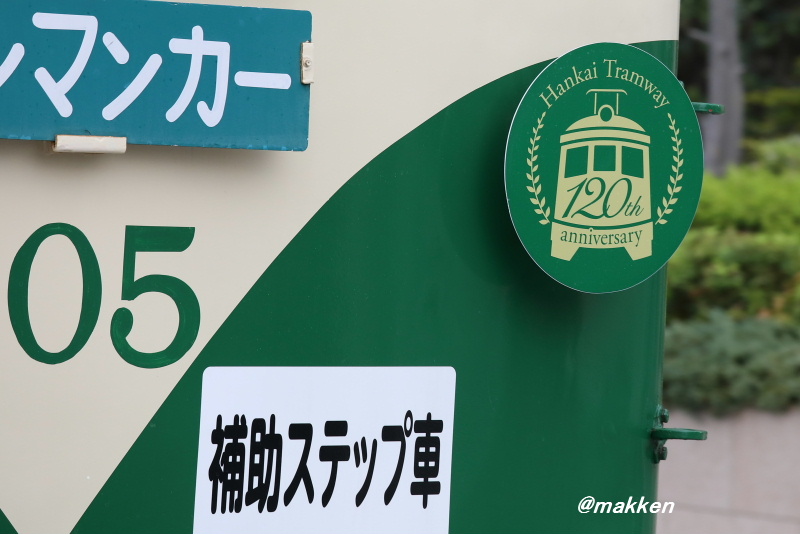 ンマンカー
05
Hankai Tramway
120th
anniversary
補助ステップ車
@makken